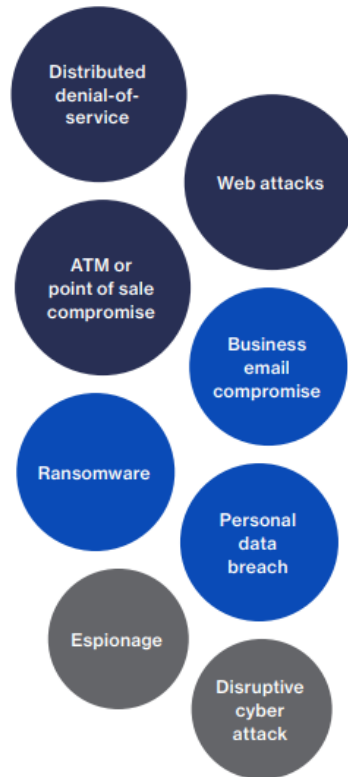 Distributed
denial-of-
service
Web attacks
ATM or
point of sale
compromise
Business
email
compromise
Ransomware
Personal
data
breach
Espionage
Disruptive
cyber
attack